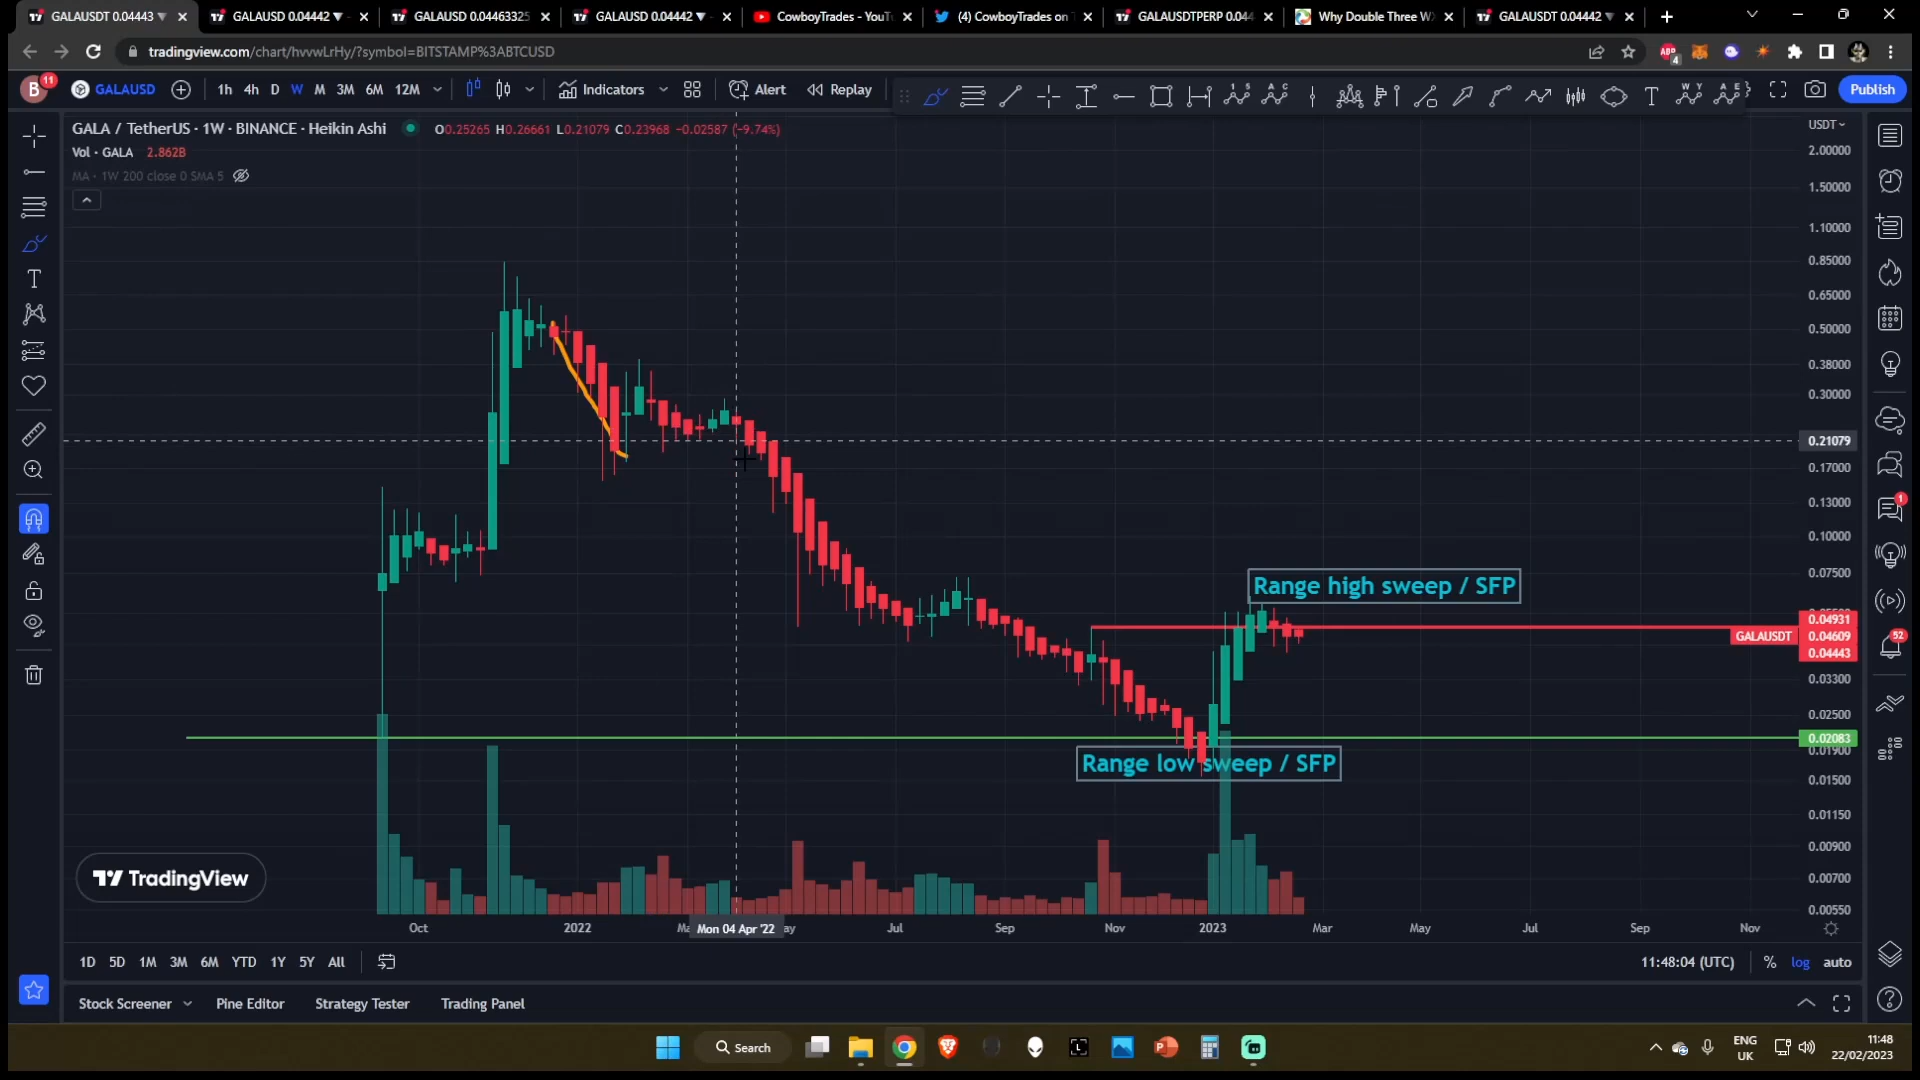 GALAUSDT 0.04443 ▼
GALAUSD 0.04442 ▼
GALAUSD 0.04463325
GALAUSD 0.04442 ▼
CowboyTrades - YouT
(4) CowboyTrades on
GALAUSDTPERP 0.044
Why Double Three WX
GALAUSDT 0.04442 ▼
tradingview.com/chart/hvvwLrHy/?symbol=BITSTAMP%3ABTCUSD
ABP
4
B
11
GALAUSD
1h 4h D W M 3M 6M 12M
Indicators
Alert
Replay
Publish
GALA / TetherUS · 1W · BINANCE · Heikin Ashi
O0.25265 H0.26661 L0.21079 C0.23968 -0.02587 (-9.74%)
Vol · GALA 2.862B
MA · 1W 200 close 0 SMA 5
USDT
2.00000
1.50000
1.10000
0.85000
0.65000
0.50000
0.38000
0.30000
0.21079
0.17000
0.13000
0.10000
0.07500
Range high sweep / SFP
0.04931
GALAUSDT 0.04609
0.04443
0.03300
0.02500
0.02083
0.01900
Range low sweep / SFP
0.01500
0.01150
0.00900
0.00700
0.00550
1
52
TradingView
Oct 2022 Mon 04 Apr '22 Jul Sep Nov 2023 Mar May Jul Sep Nov
1D 5D 1M 3M 6M YTD 1Y 5Y All
11:48:04 (UTC) % log auto
Stock Screener Pine Editor Strategy Tester Trading Panel
Search
ENG
UK
11:48
22/02/2023